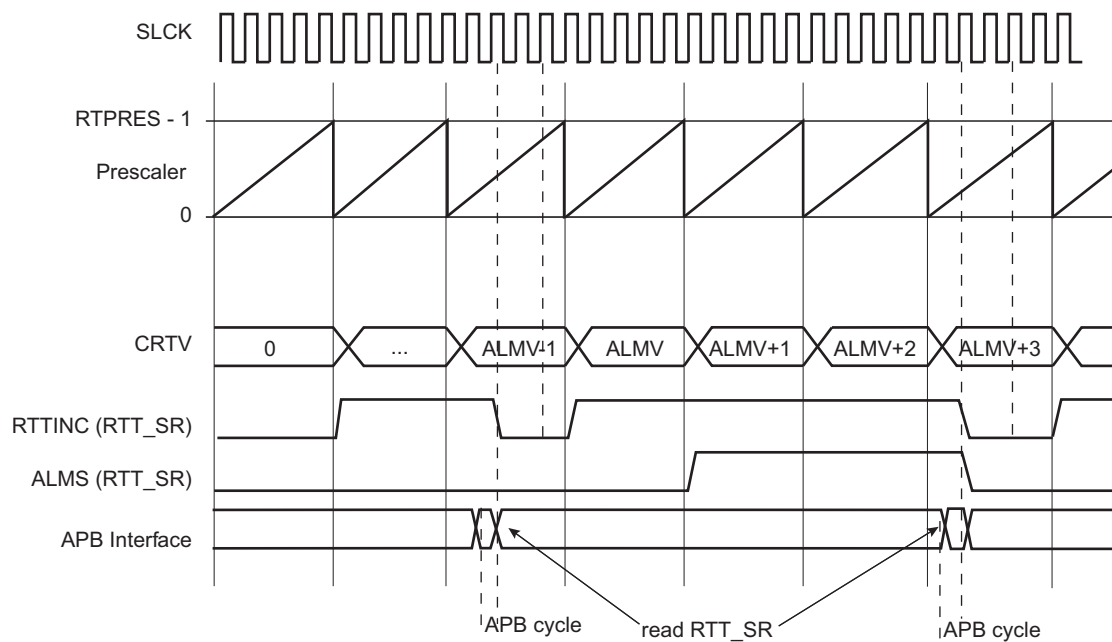 SLCK
RTPRES - 1
Prescaler
0
CRTV
0 ... ALMV-1 ALMV ALMV+1 ALMV+2 ALMV+3
RTTINC (RTT_SR)
ALMS (RTT_SR)
APB Interface
APB cycle read RTT_SR APB cycle